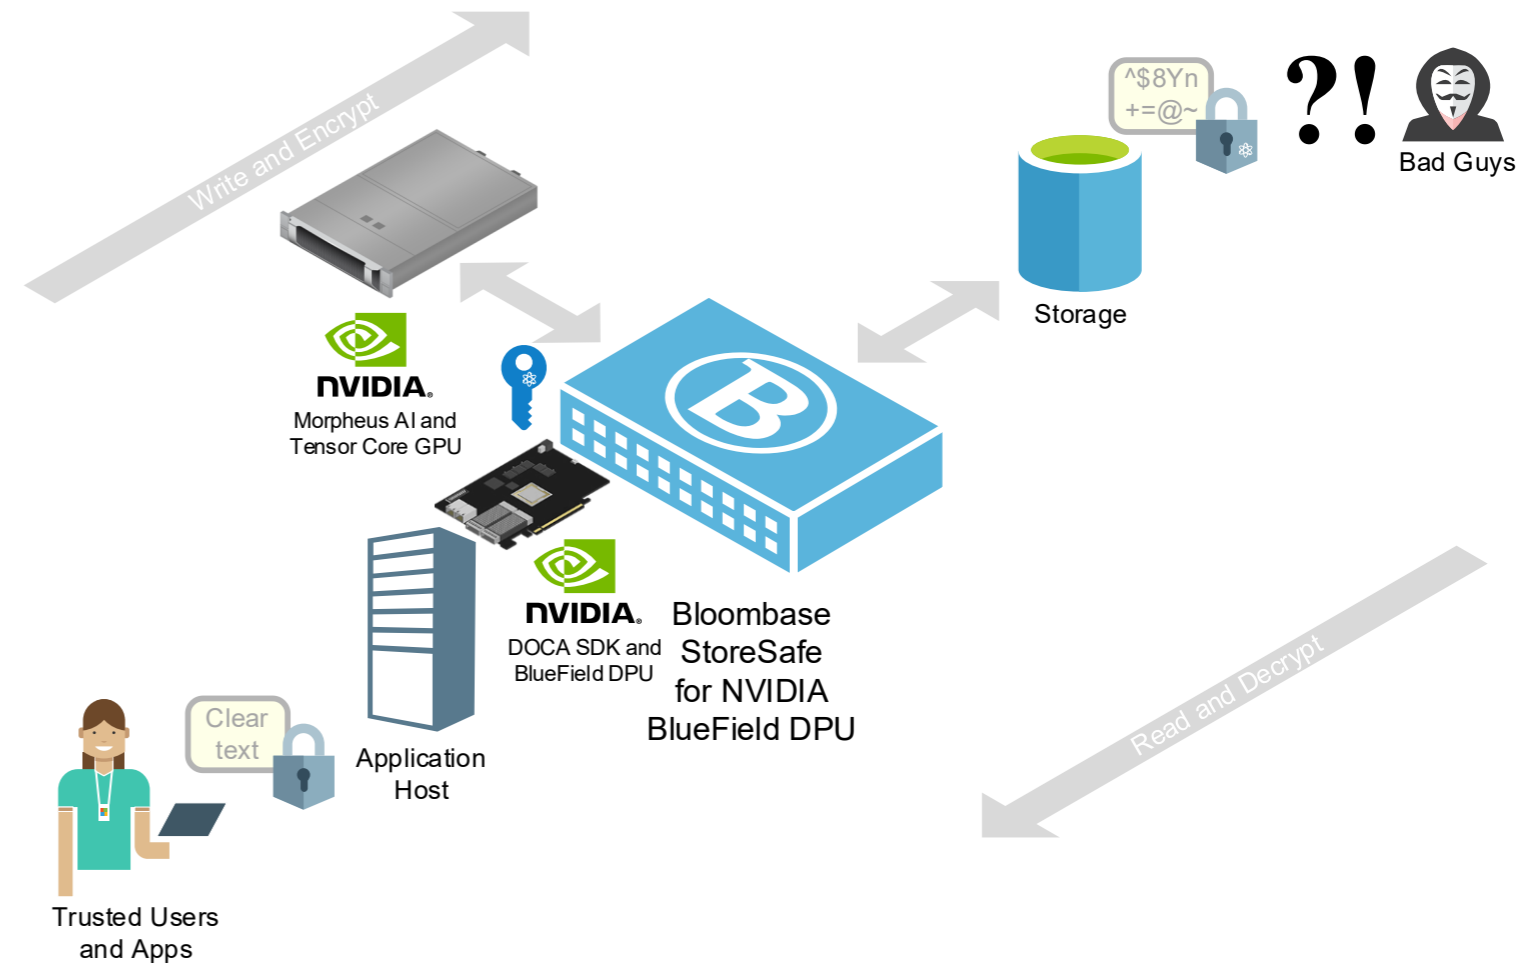 Write and Encrypt
^$8Yn
+=@~
?!
Bad Guys
Storage
NVIDIA.
Morpheus AI and
Tensor Core GPU
B
NVIDIA.
DOCA SDK and
BlueField DPU
Bloombase
StoreSafe
for NVIDIA
BlueField DPU
Read and Decrypt
Clear
text
Application
Host
Trusted Users
and Apps